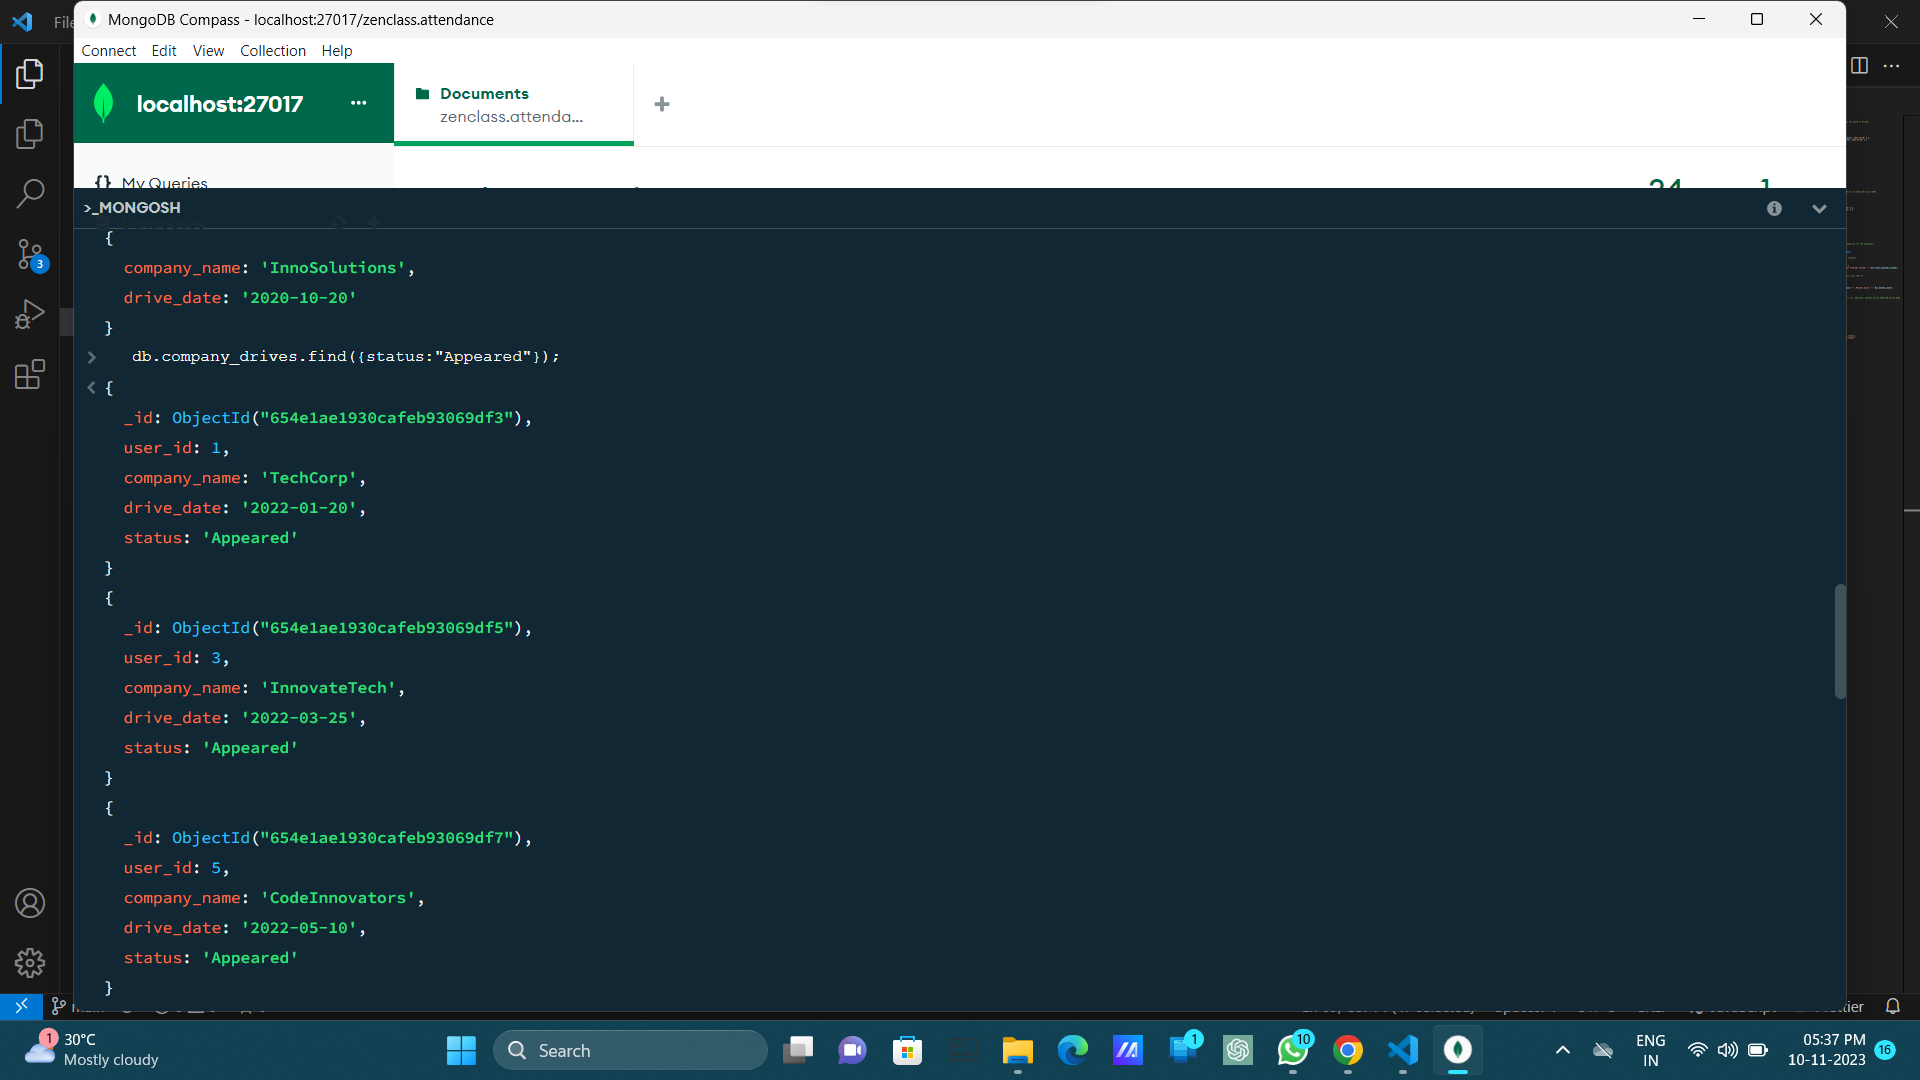 File
MongoDB Compass - localhost:27017/zenclass.attendance
Connect Edit View Collection Help
localhost:27017 ...
Documents
zenclass.attenda...
+
{} My Queries
24 1
>_MONGOSH
{
company_name: 'InnoSolutions',
drive_date: '2020-10-20'
}
> db.company_drives.find({status:"Appeared"});
< {
_id: ObjectId("654e1ae1930cafeb93069df3"),
user_id: 1,
company_name: 'TechCorp',
drive_date: '2022-01-20',
status: 'Appeared'
}
{
_id: ObjectId("654e1ae1930cafeb93069df5"),
user_id: 3,
company_name: 'InnovateTech',
drive_date: '2022-03-25',
status: 'Appeared'
}
{
_id: ObjectId("654e1ae1930cafeb93069df7"),
user_id: 5,
company_name: 'CodeInnovators',
drive_date: '2022-05-10',
status: 'Appeared'
}
3
1
30°C
Mostly cloudy
Search
1
10
ENG
IN
05:37 PM
10-11-2023
16